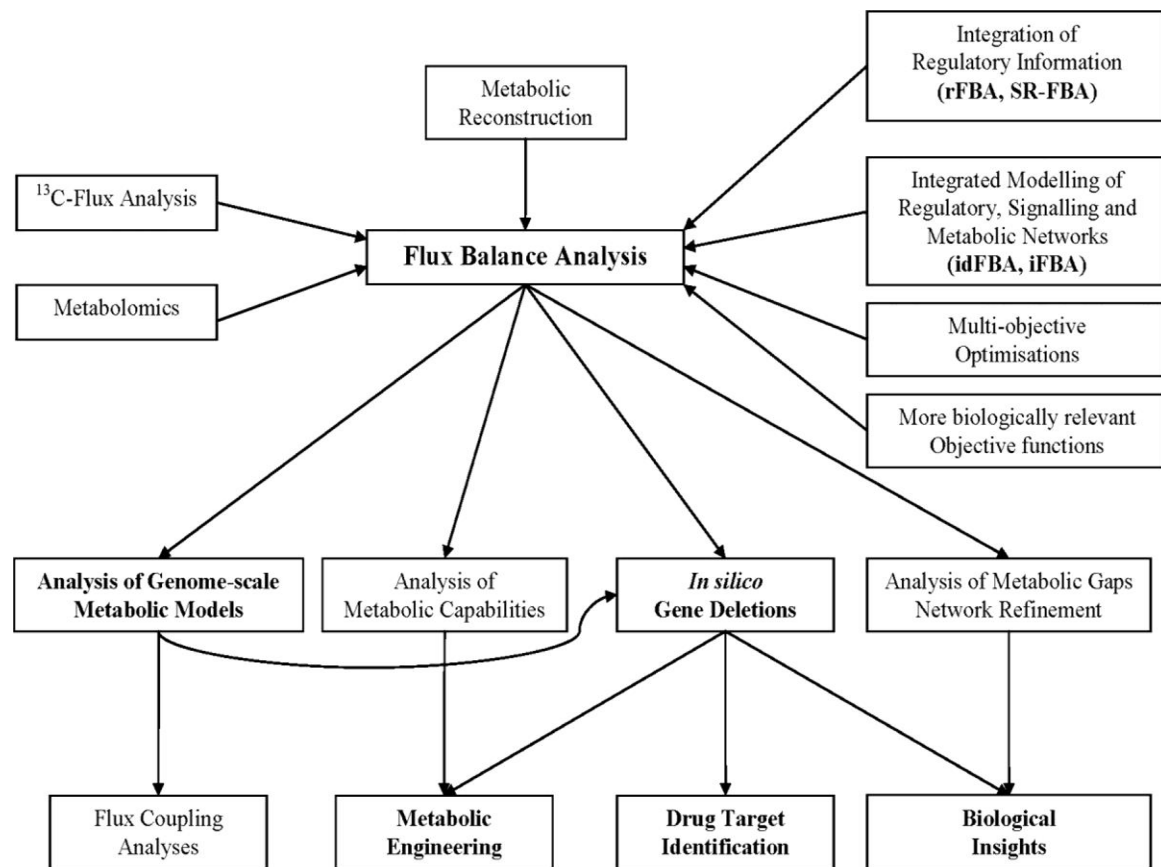 Integration of
Regulatory Information
(rFBA, SR-FBA)
Metabolic
Reconstruction
¹³C-Flux Analysis
Integrated Modelling of
Regulatory, Signalling and
Metabolic Networks
(idFBA, iFBA)
Flux Balance Analysis
Metabolomics
Multi-objective
Optimisations
More biologically relevant
Objective functions
Analysis of Genome-scale
Metabolic Models
Analysis of
Metabolic Capabilities
In silico
Gene Deletions
Analysis of Metabolic Gaps
Network Refinement
Flux Coupling
Analyses
Metabolic
Engineering
Drug Target
Identification
Biological
Insights